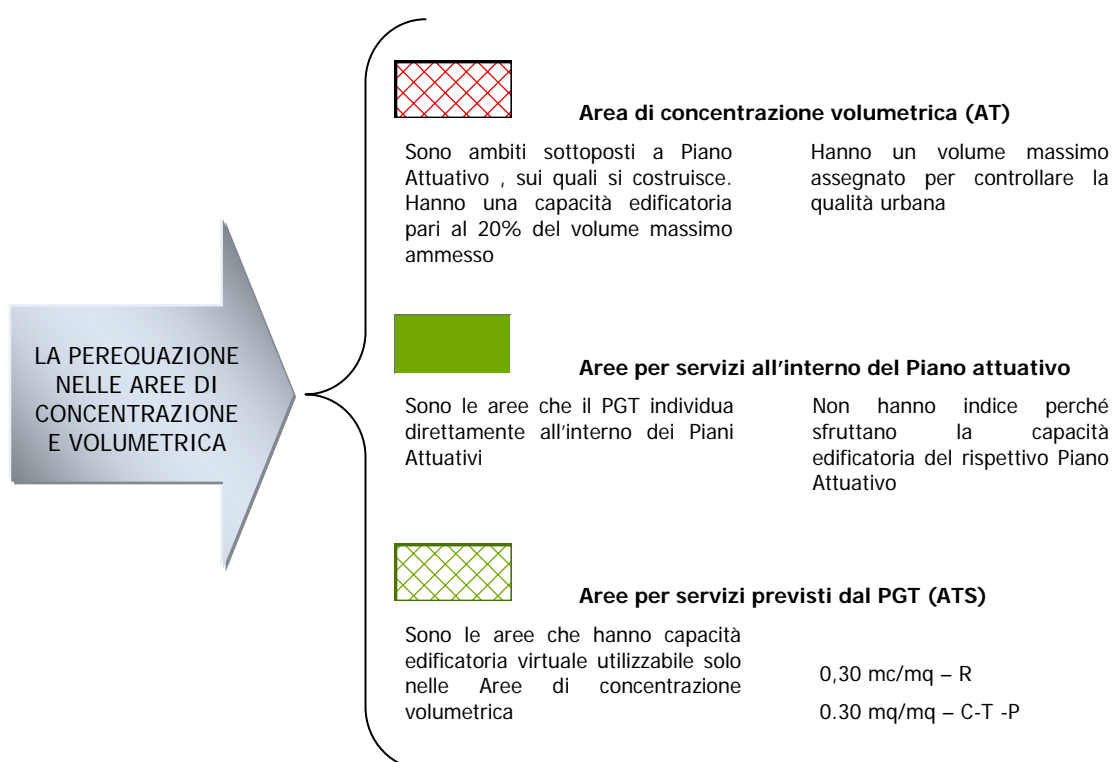 LA PEREQUAZIONE
NELLE AREE DI
CONCENTRAZIONE
E VOLUMETRICA
Area di concentrazione volumetrica (AT)
Sono ambiti sottoposti a Piano
Attuativo , sui quali si costruisce.
Hanno una capacità edificatoria
pari al 20% del volume massimo
ammesso
Hanno un volume massimo
assegnato per controllare la
qualità urbana
Aree per servizi all'interno del Piano attuativo
Sono le aree che il PGT individua
direttamente all'interno dei Piani
Attuativi
Non hanno indice perché
sfruttano la capacità
edificatoria del rispettivo Piano
Attuativo
Aree per servizi previsti dal PGT (ATS)
Sono le aree che hanno capacità
edificatoria virtuale utilizzabile solo
nelle Aree di concentrazione
volumetrica
0,30 mc/mq – R
0.30 mq/mq – C-T -P